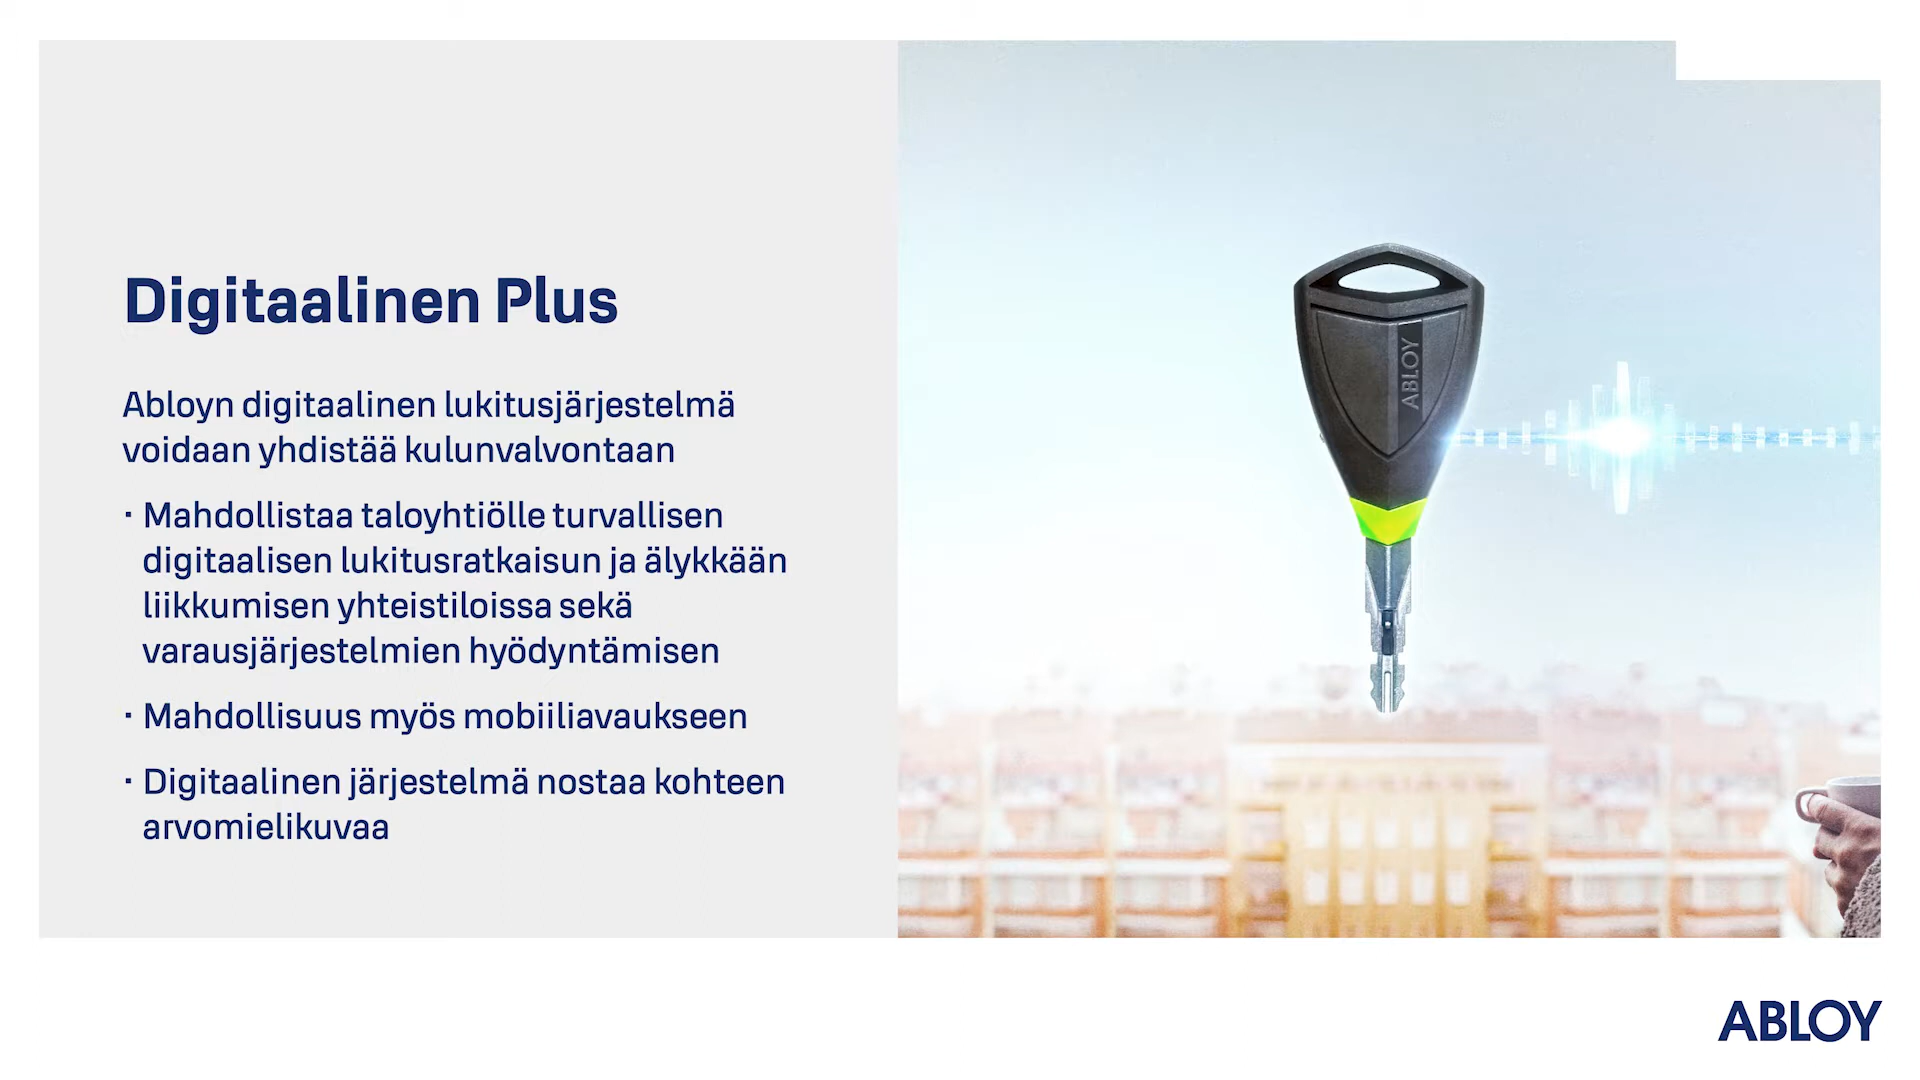 Digitaalinen Plus
Abloyn digitaalinen lukitusjärjestelmä
voidaan yhdistää kulunvalvontaan
· Mahdollistaa taloyhtiölle turvallisen
digitaalisen lukitusratkaisun ja älykkään
liikkumisen yhteistiloissa sekä
varausjärjestelmien hyödyntämisen
· Mahdollisuus myös mobiiliavaukseen
· Digitaalinen järjestelmä nostaa kohteen
arvomielikuvaa
ABLOY
ABLOY